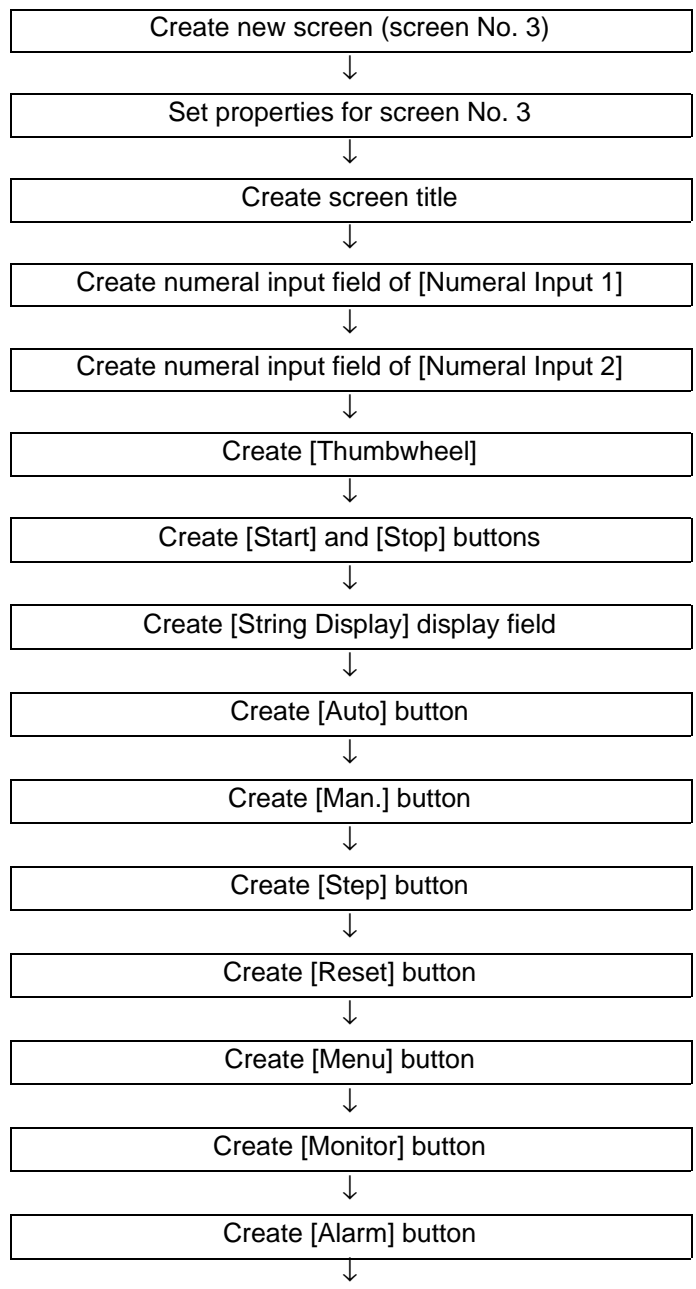 Create new screen (screen No. 3)
↓
Set properties for screen No. 3
↓
Create screen title
↓
Create numeral input field of [Numeral Input 1]
↓
Create numeral input field of [Numeral Input 2]
↓
Create [Thumbwheel]
↓
Create [Start] and [Stop] buttons
↓
Create [String Display] display field
↓
Create [Auto] button
↓
Create [Man.] button
↓
Create [Step] button
↓
Create [Reset] button
↓
Create [Menu] button
↓
Create [Monitor] button
↓
Create [Alarm] button
↓